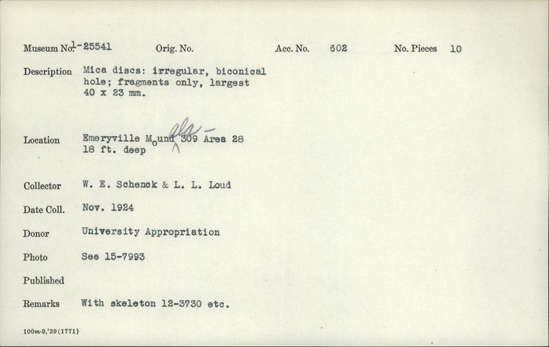 Museum No. 1-25541 Orig. No. Acc. No. 602 No. Pieces 10
Description Mica discs: irregular, biconical
hole; fragments only, largest
40 x 23 mm.
Location Emeryville Mound 309 Area 28
18 ft. deep
Collector W. E. Schenck & L. L. Loud
Date Coll. Nov. 1924
Donor University Appropriation
Photo See 15-7993
Published
Remarks With skeleton 12-3730 etc.
100m-9,'29(1771)